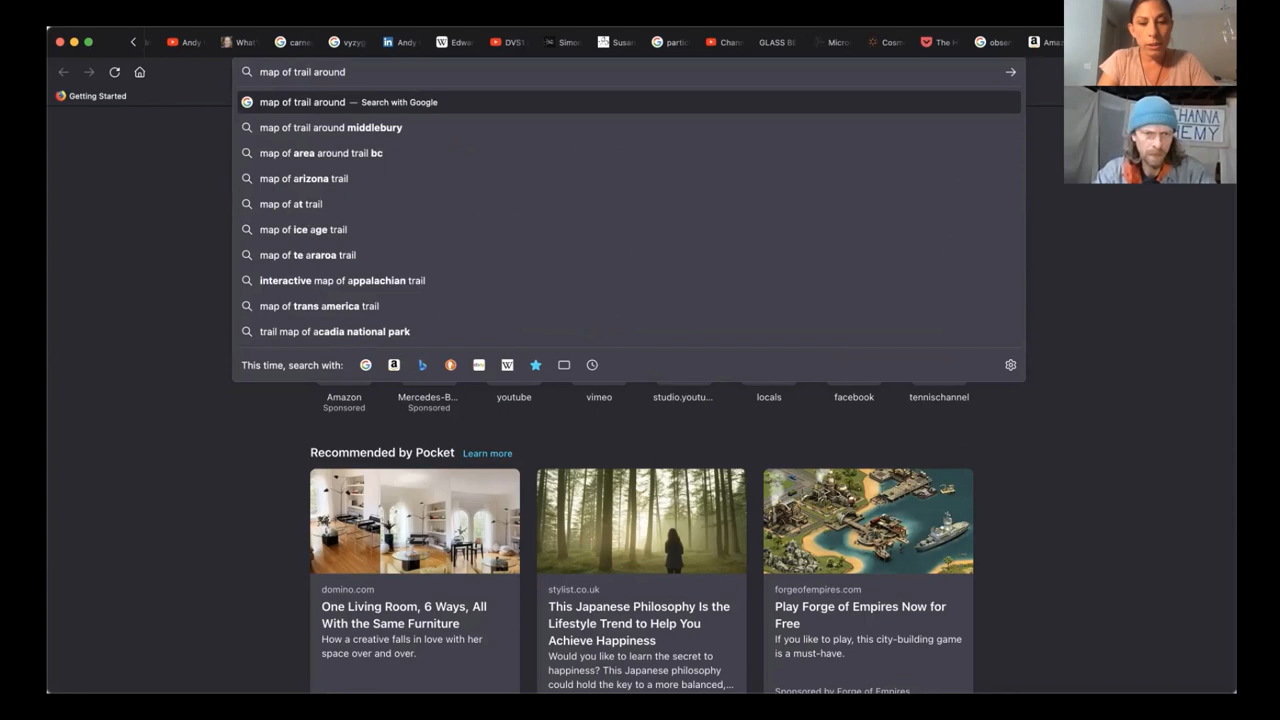 Andy
What'
carne
vyzyg
Andy
Edwa
DVS1
Simo
Susan
partic
Chan
GLASS BE
Micro
Cosm
The H
obser
Amaz
map of trail around
Getting Started
map of trail around — Search with Google
map of trail around middlebury
map of area around trail bc
map of arizona trail
map of at trail
map of ice age trail
map of te araroa trail
interactive map of appalachian trail
map of trans america trail
trail map of acadia national park
This time, search with:
Amazon
Sponsored
Mercedes-B...
Sponsored
youtube
vimeo
studio.youtu...
locals
facebook
tennischannel
Recommended by Pocket Learn more
domino.com
One Living Room, 6 Ways, All
With the Same Furniture
How a creative falls in love with her
space over and over.
stylist.co.uk
This Japanese Philosophy Is the
Lifestyle Trend to Help You
Achieve Happiness
Would you like to learn the secret to
happiness? This Japanese philosophy
could hold the key to a more balanced,...
forgeofempires.com
Play Forge of Empires Now for
Free
If you like to play, this city-building game
is a must-have.
Sponsored by Forge of Empires
HANNA
HEMY